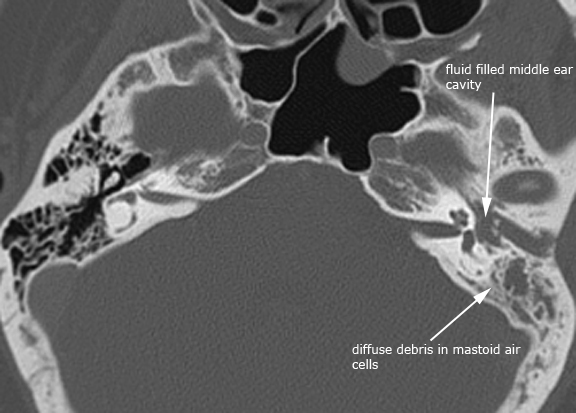 fluid filled middle ear
cavity
diffuse debris in mastoid air
cells